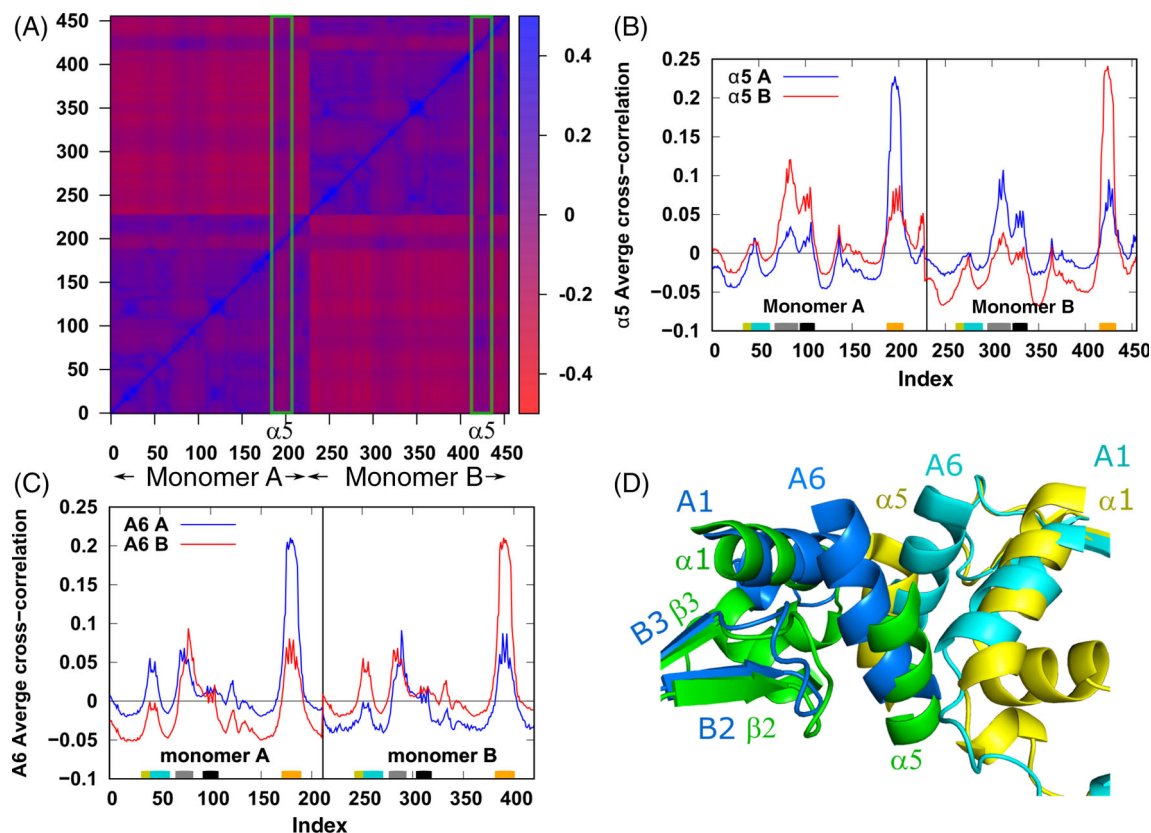 (A)
450
400
350
300
250
200
150
100
50
0
0 50 100 150 200 250 300 350 400 450
α5 α5
Monomer A Monomer B
0.4
0.2
0
-0.2
-0.4
(B)
α5 Averge cross-correlation
0.25
0.2
0.15
0.1
0.05
0
-0.05
-0.1
α5 A
α5 B
Monomer A Monomer B
0 50 100 150 200 250 300 350 400 450
Index
(C)
A6 Averge cross-correlation
0.25
0.2
0.15
0.1
0.05
0
-0.05
-0.1
A6 A
A6 B
monomer A monomer B
0 50 100 150 200 250 300 350 400
Index
(D)
A1 A6 α5 A6 A1
α1 α1
B3 β3
B2 β2
α5